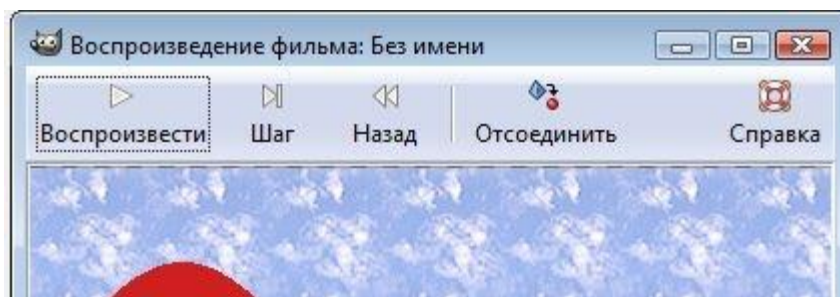 Воспроизведение фильма: Без имени
Воспроизвести Шаг Назад Отсоединить Справка